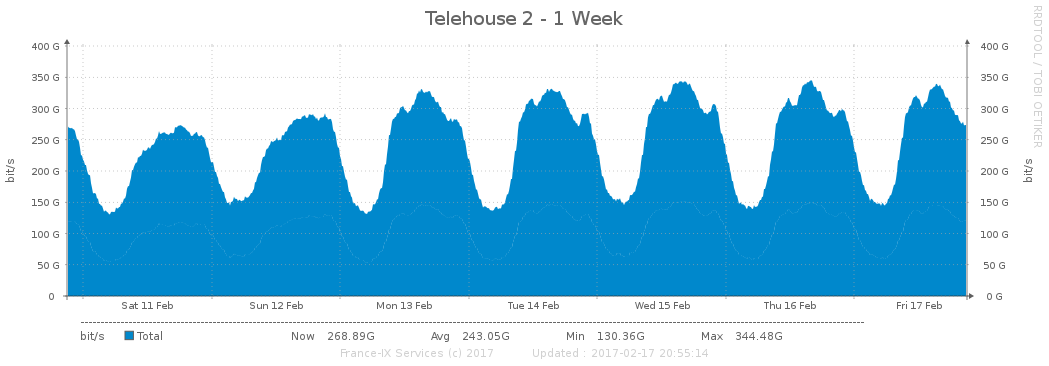 Telehouse 2 - 1 Week
RRDTOOL / TOBI OETIKER
400 G 400 G
350 G 350 G
300 G 300 G
250 G 250 G
200 G 200 G
150 G 150 G
100 G 100 G
50 G 50 G
0 0 G
bit/s bit/s
Sat 11 Feb Sun 12 Feb Mon 13 Feb Tue 14 Feb Wed 15 Feb Thu 16 Feb Fri 17 Feb
bit/s Total Now 268.89G Avg 243.05G Min 130.36G Max 344.48G
France-IX Services (c) 2017 Updated : 2017-02-17 20:55:14